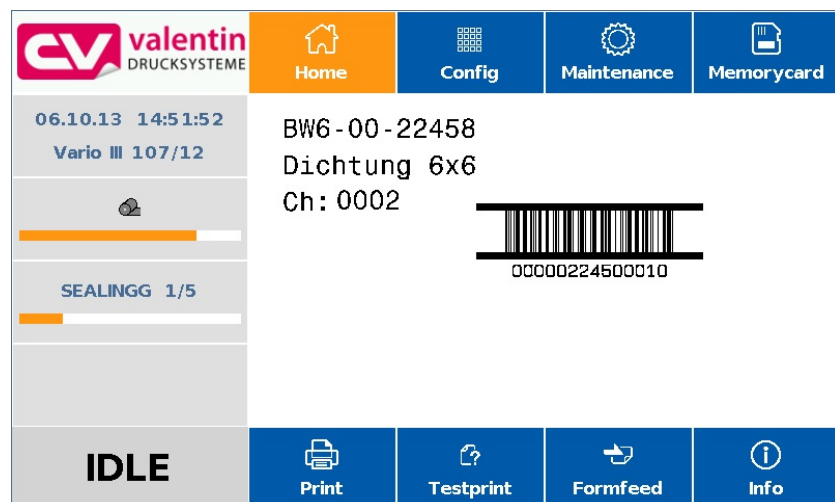 CV valentin
DRUCKSYSTEME
Home
Config
Maintenance
Memorycard
06.10.13 14:51:52
Vario III 107/12
SEALINGG 1/5
BW6-00-22458
Dichtung 6x6
Ch: 0002
00000224500010
IDLE
Print
Testprint
Formfeed
Info